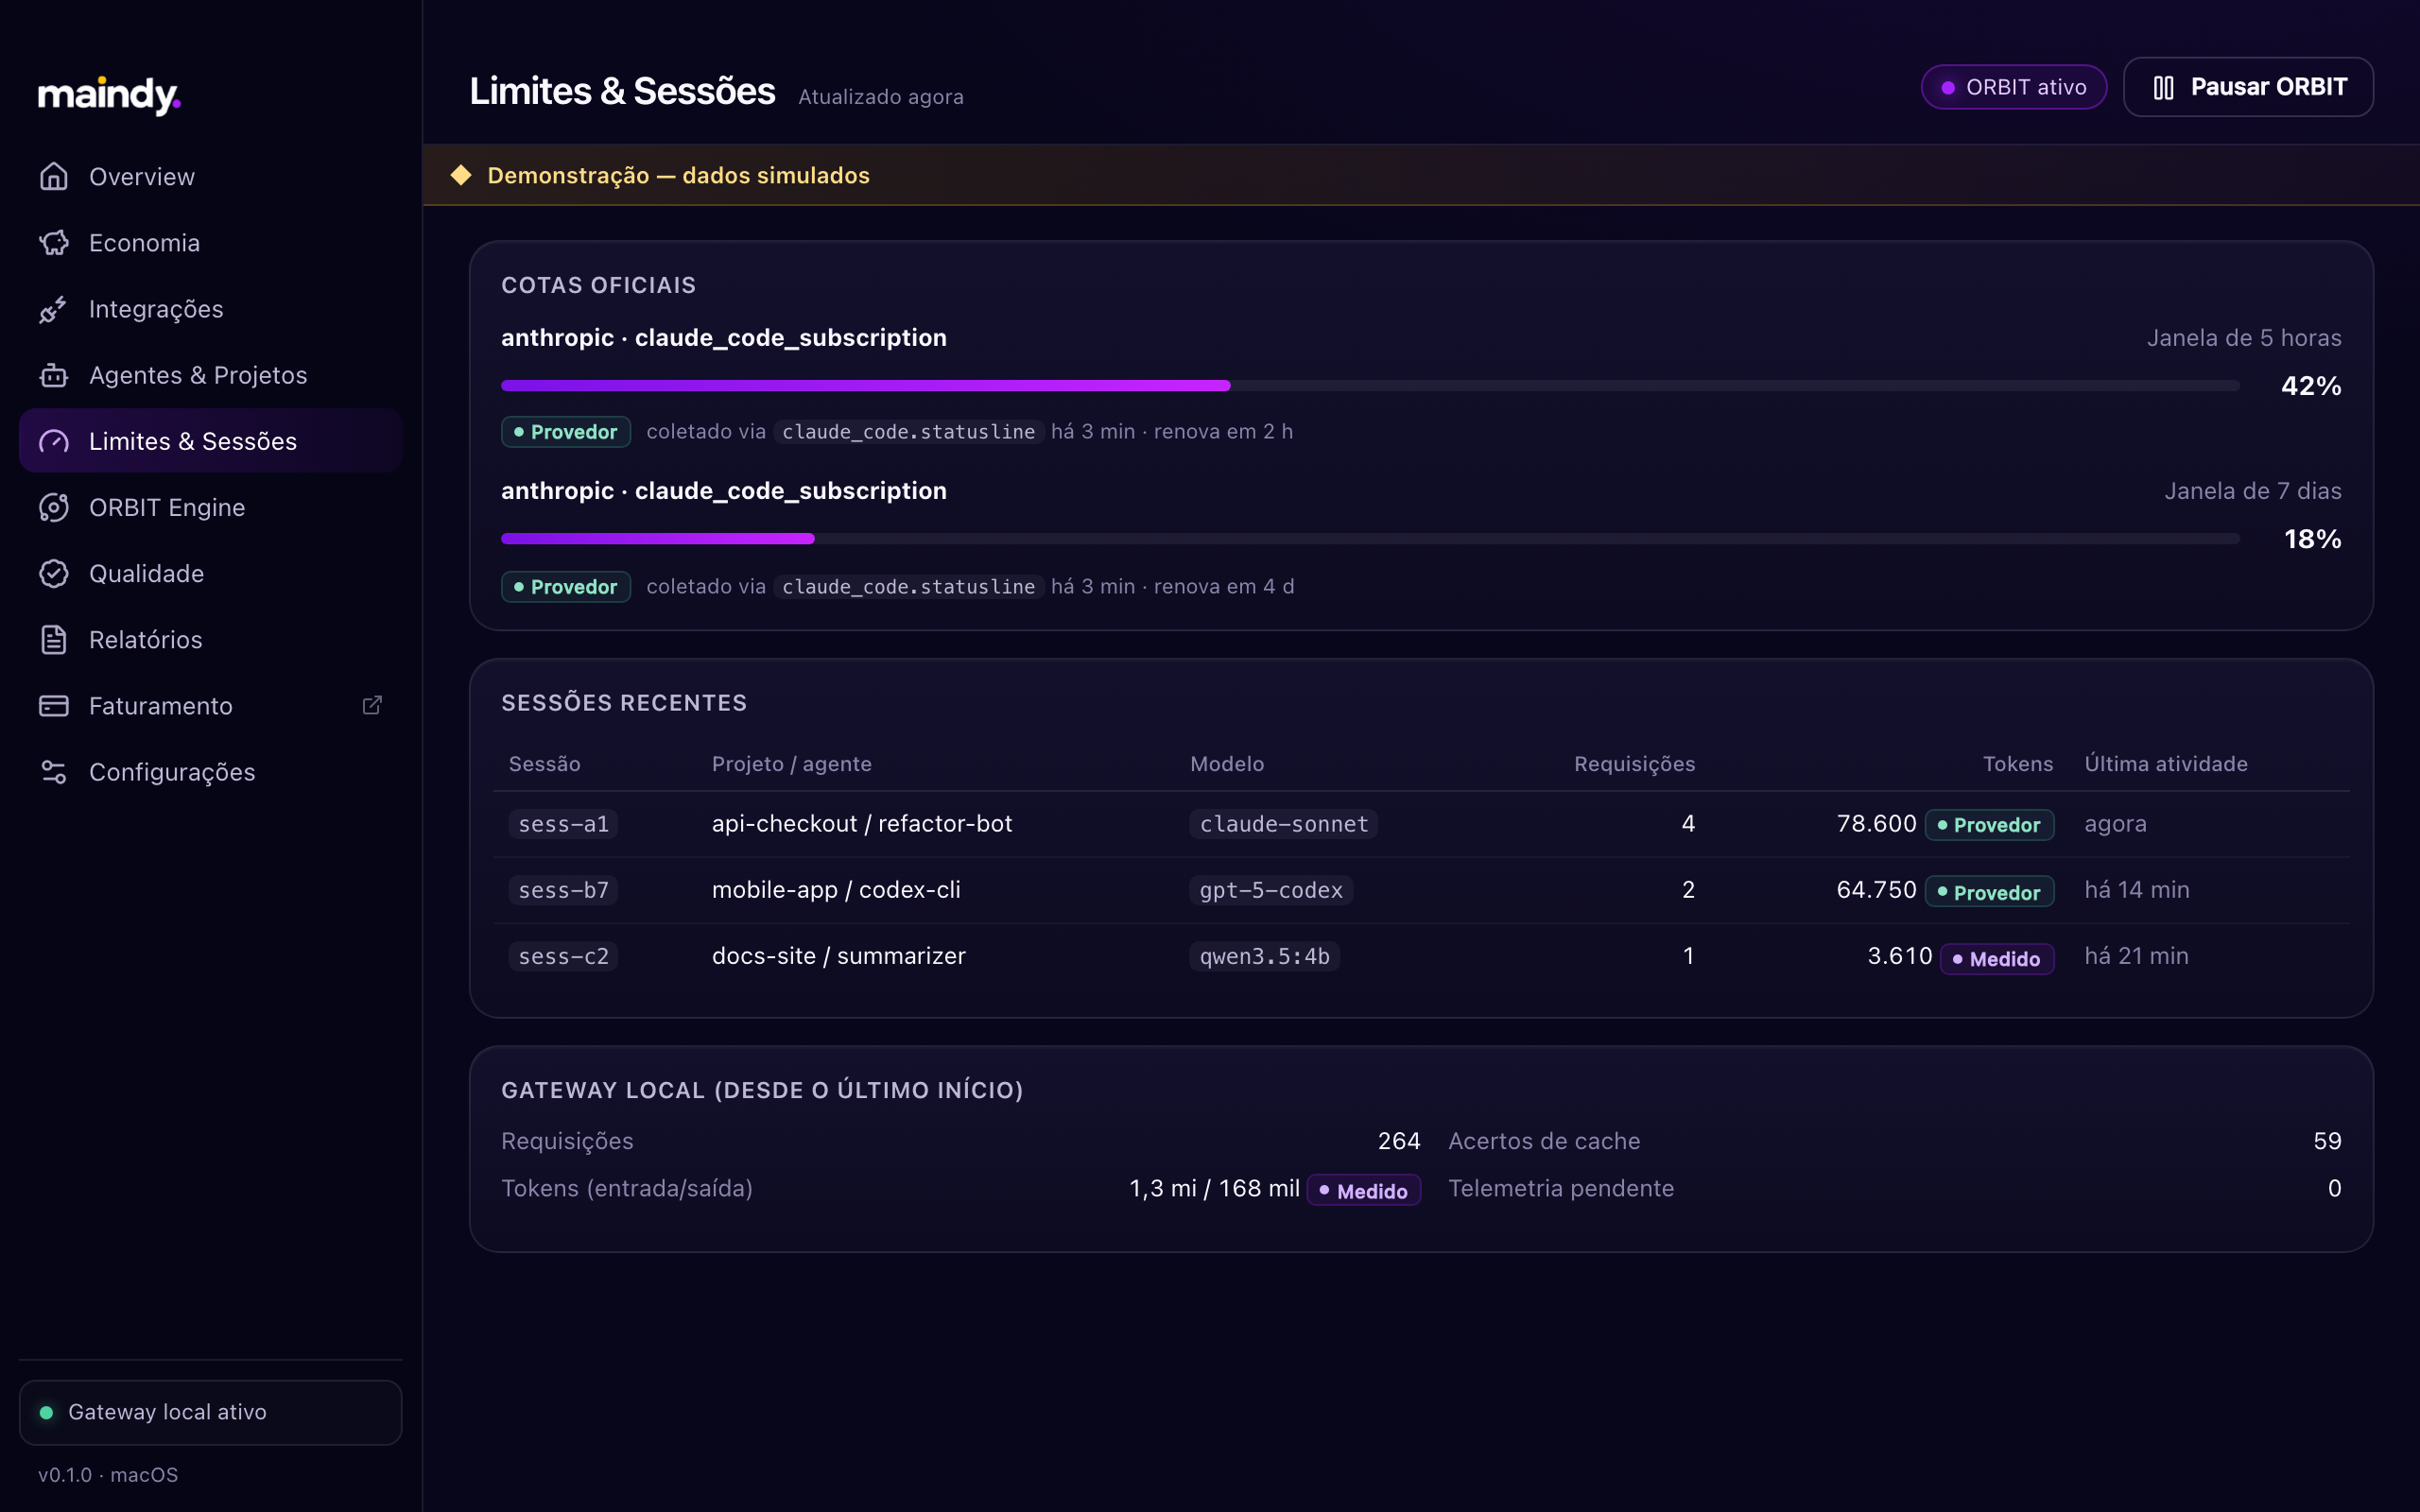 maindy.
Overview
Economia
Integrações
Agentes & Projetos
Limites & Sessões
ORBIT Engine
Qualidade
Relatórios
Faturamento
Configurações
Gateway local ativo
v0.1.0 · macOS
Limites & Sessões Atualizado agora
ORBIT ativo
Pausar ORBIT
Demonstração — dados simulados
COTAS OFICIAIS
anthropic · claude_code_subscription Janela de 5 horas
42%
Provedor coletado via claude_code.statusline há 3 min · renova em 2 h
anthropic · claude_code_subscription Janela de 7 dias
18%
Provedor coletado via claude_code.statusline há 3 min · renova em 4 d
SESSÕES RECENTES
Sessão Projeto / agente Modelo Requisições Tokens Última atividade
sess-a1 api-checkout / refactor-bot claude-sonnet 4 78.600 Provedor agora
sess-b7 mobile-app / codex-cli gpt-5-codex 2 64.750 Provedor há 14 min
sess-c2 docs-site / summarizer qwen3.5:4b 1 3.610 Medido há 21 min
GATEWAY LOCAL (DESDE O ÚLTIMO INÍCIO)
Requisições 264 Acertos de cache 59
Tokens (entrada/saída) 1,3 mi / 168 mil Medido Telemetria pendente 0